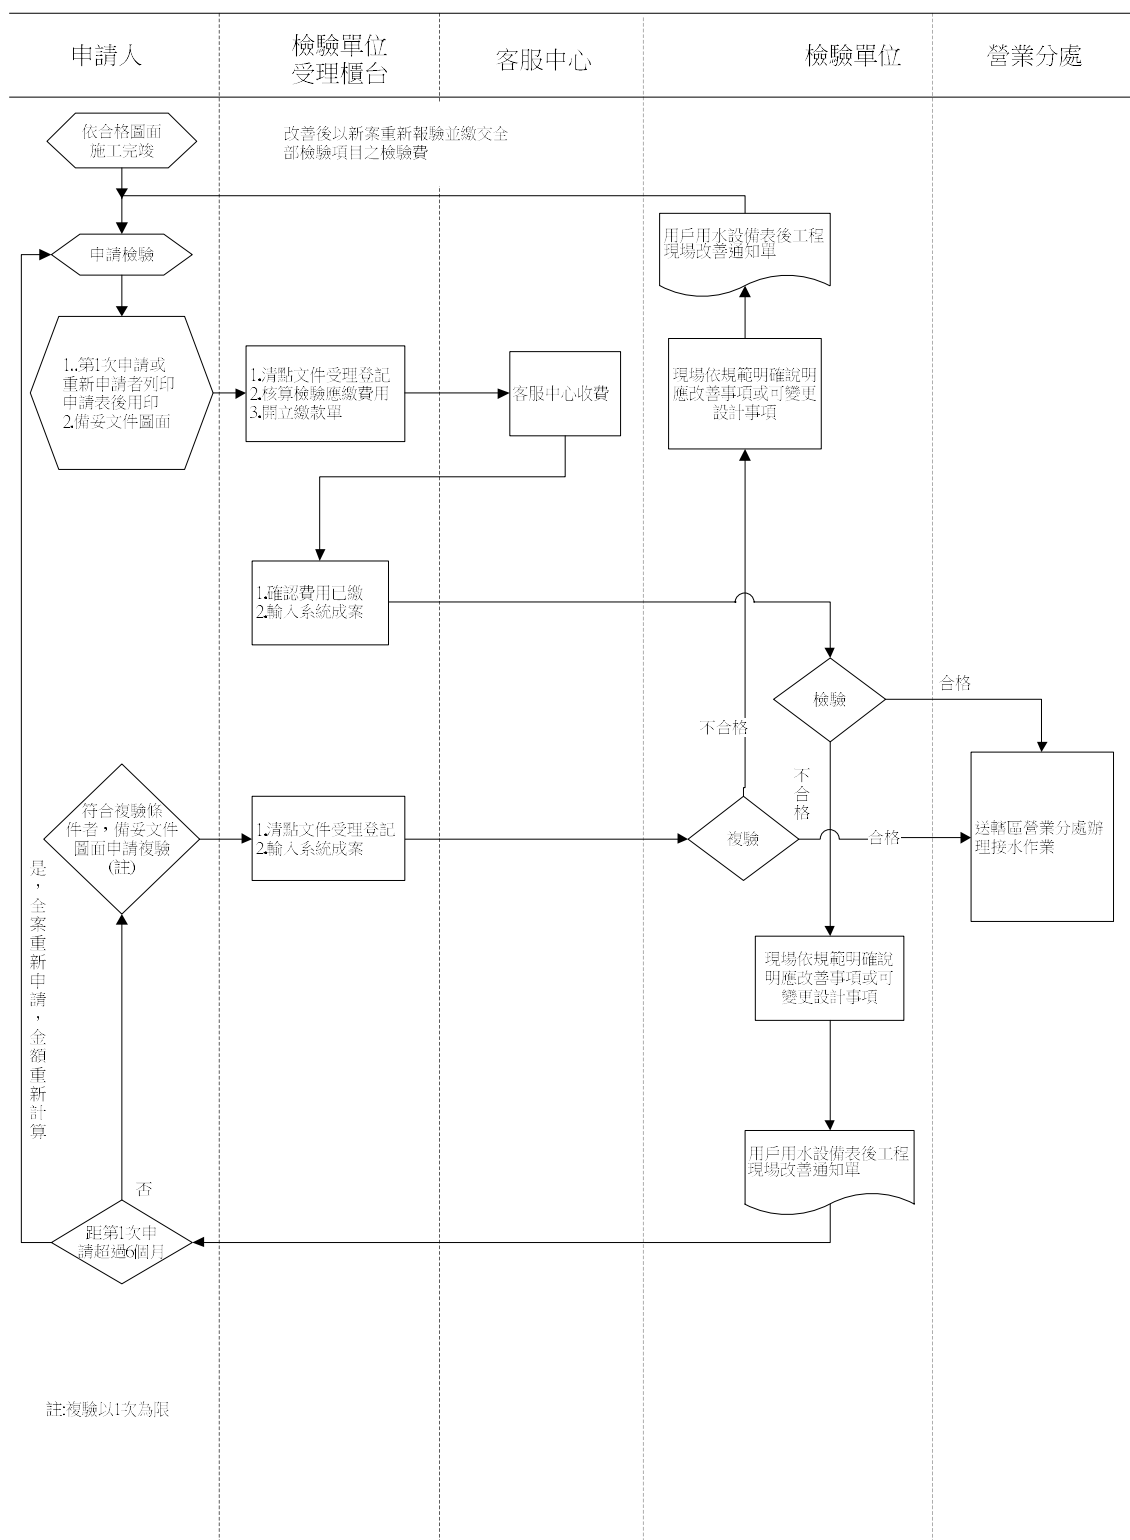 申請人
檢驗單位
受理櫃台
客服中心
檢驗單位
營業分處
依合格圖面
施工完竣
改善後以新案重新報驗並繳交全
部檢驗項目之檢驗費
用戶用水設備表後工程
現場改善通知單
申請檢驗
1..第1次申請或
重新申請者列印
申請表後用印
2.備妥文件圖面
1.清點文件受理登記
2.核算檢驗應繳費用
3.開立繳款單
客服中心收費
現場依規範明確說明
應改善事項或可變更
設計事項
1.確認費用已繳
2.輸入系統成案
檢驗
合格
不合格
不合格
符合複驗條
件者，備妥文件
圖面申請複驗
(註)
1.清點文件受理登記
2.輸入系統成案
複驗
合格
送轄區營業分處辦
理接水作業
是，全案重新申請，金額重新計算
現場依規範明確說
明應改善事項或可
變更設計事項
用戶用水設備表後工程
現場改善通知單
否
距第1次申
請超過6個月
註:複驗以1次為限